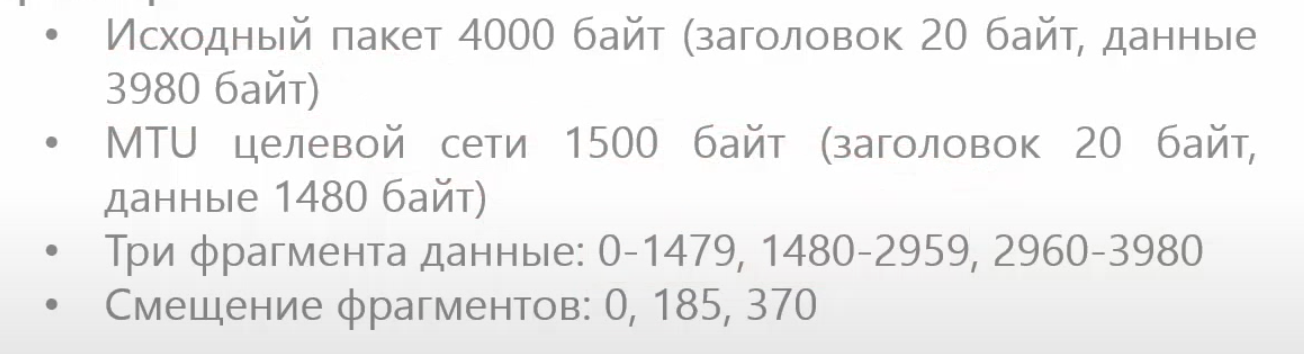 • Исходный пакет 4000 байт (заголовок 20 байт, данные
3980 байт)
• MTU целевой сети 1500 байт (заголовок 20 байт,
данные 1480 байт)
• Три фрагмента данные: 0-1479, 1480-2959, 2960-3980
• Смещение фрагментов: 0, 185, 370